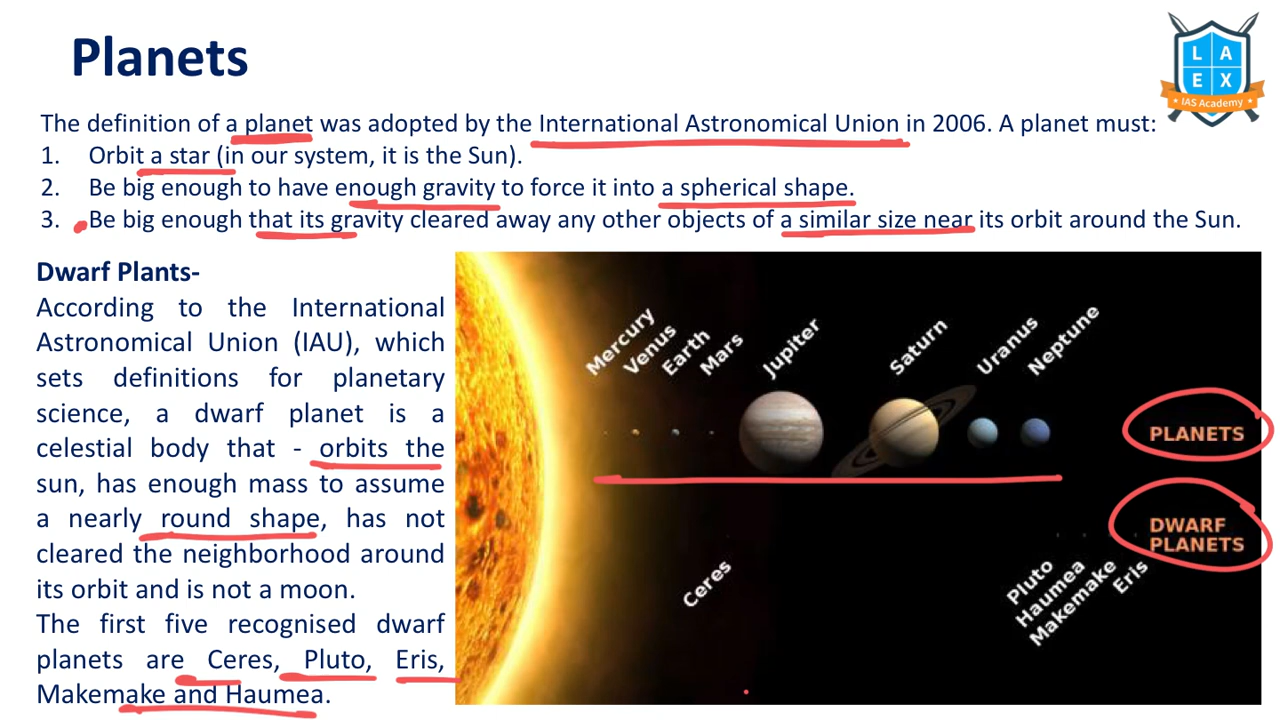 Planets
L A
E X
IAS Academy
The definition of a planet was adopted by the International Astronomical Union in 2006. A planet must:
1. Orbit a star (in our system, it is the Sun).
2. Be big enough to have enough gravity to force it into a spherical shape.
3. Be big enough that its gravity cleared away any other objects of a similar size near its orbit around the Sun.
Dwarf Plants-
According to the International
Astronomical Union (IAU), which
sets definitions for planetary
science, a dwarf planet is a
celestial body that - orbits the
sun, has enough mass to assume
a nearly round shape, has not
cleared the neighborhood around
its orbit and is not a moon.
The first five recognised dwarf
planets are Ceres, Pluto, Eris,
Makemake and Haumea.
Mercury
Venus
Earth
Mars
Jupiter
Saturn
Uranus
Neptune
PLANETS
DWARF
PLANETS
Ceres
Pluto
Haumea
Makemake
Eris